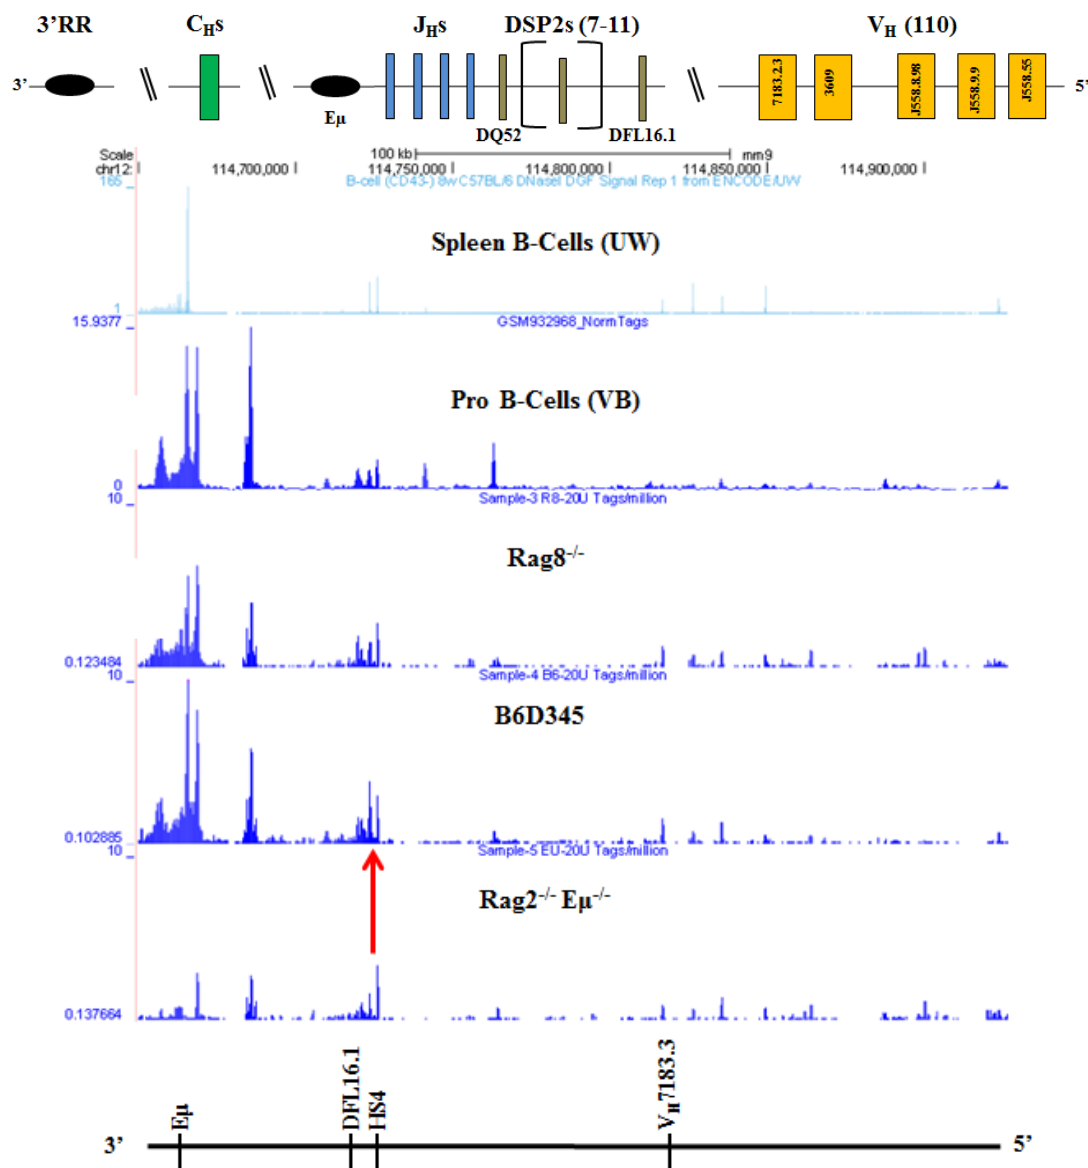 3'RR C_Hs J_Hs DSP2s (7-11) V_H (110)
3' 5'
7183.2.3 3609 J558.8.98 J558.9.9 J558.55
Eμ DQ52 DFL16.1
Scale 100 kb mm9
chr12: 114,700,000 114,750,000 114,800,000 114,850,000 114,900,000
B-cell (CD43-) 8w C57BL/6 DNaseI DGF Signal Rep 1 from ENCODE/UW
165
Spleen B-Cells (UW)
1
GSM932968_NormTags
15.9377
Pro B-Cells (VB)
0
Sample-3 R8-20U Tags/million
10
Rag8⁻/⁻
0.123484
Sample-4 B6-20U Tags/million
10
B6D345
0.102885
Sample-5 EU-20U Tags/million
10
Rag2⁻/⁻ Eμ⁻/⁻
0.137664
Eμ DFL16.1 HS4 V_H7183.3
3' 5'